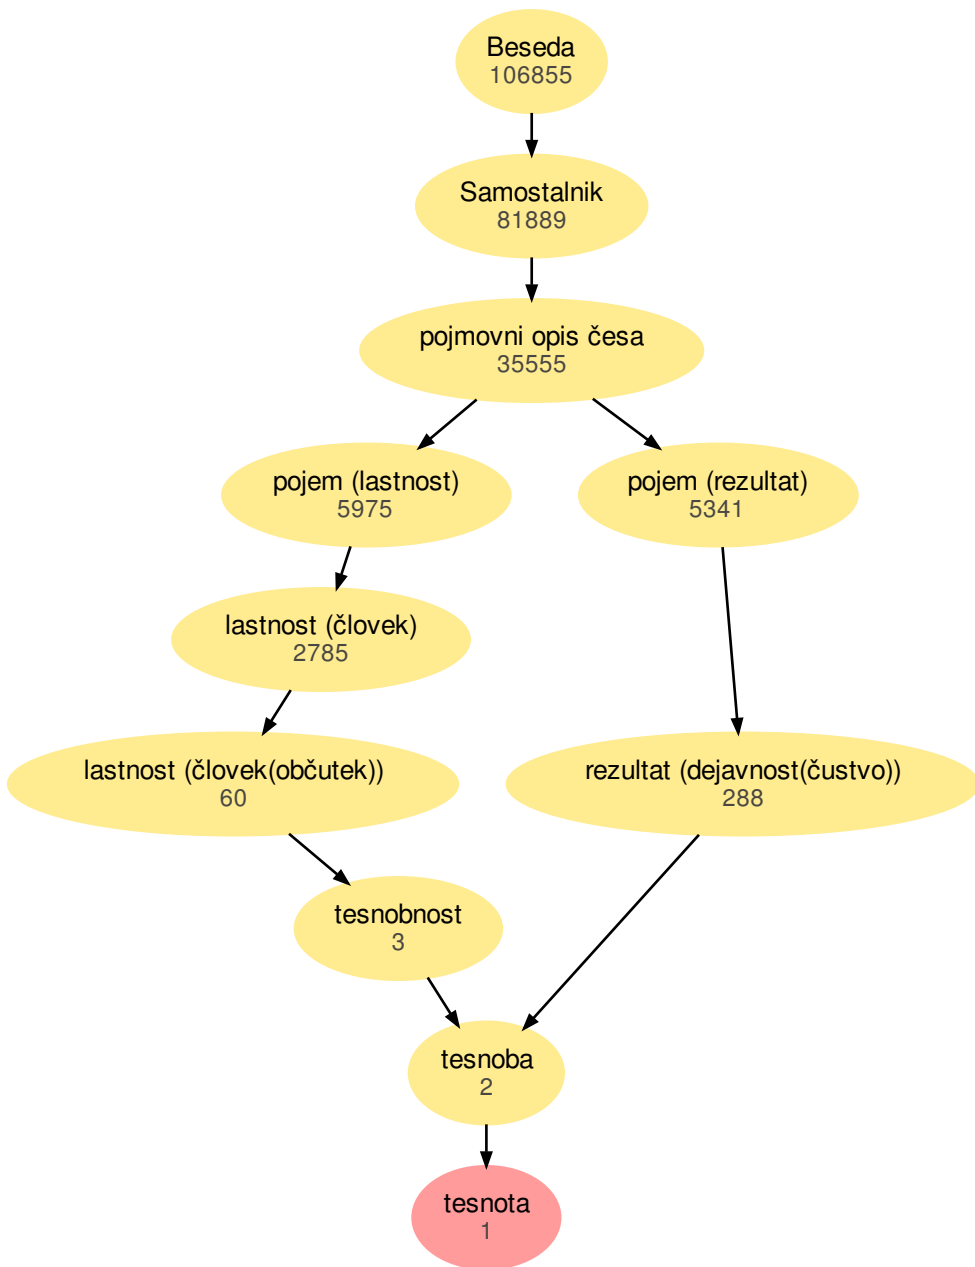 Beseda
106855
Samostalnik
81889
pojmovni opis česa
35555
pojem (lastnost)
5975
pojem (rezultat)
5341
lastnost (človek)
2785
lastnost (človek(občutek))
60
rezultat (dejavnost(čustvo))
288
tesnobnost
3
tesnoba
2
tesnota
1